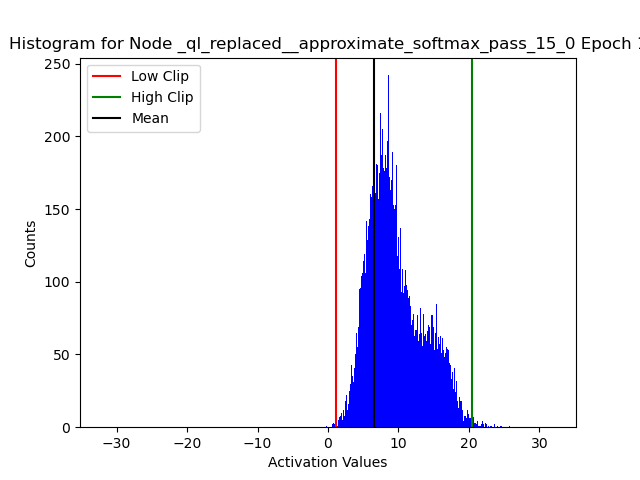 Histogram for Node _ql_replaced__approximate_softmax_pass_15_0 Epoch 1
Low Clip
High Clip
Mean
250
200
150
100
50
0
Counts
−30
−20
−10
0
10
20
30
Activation Values